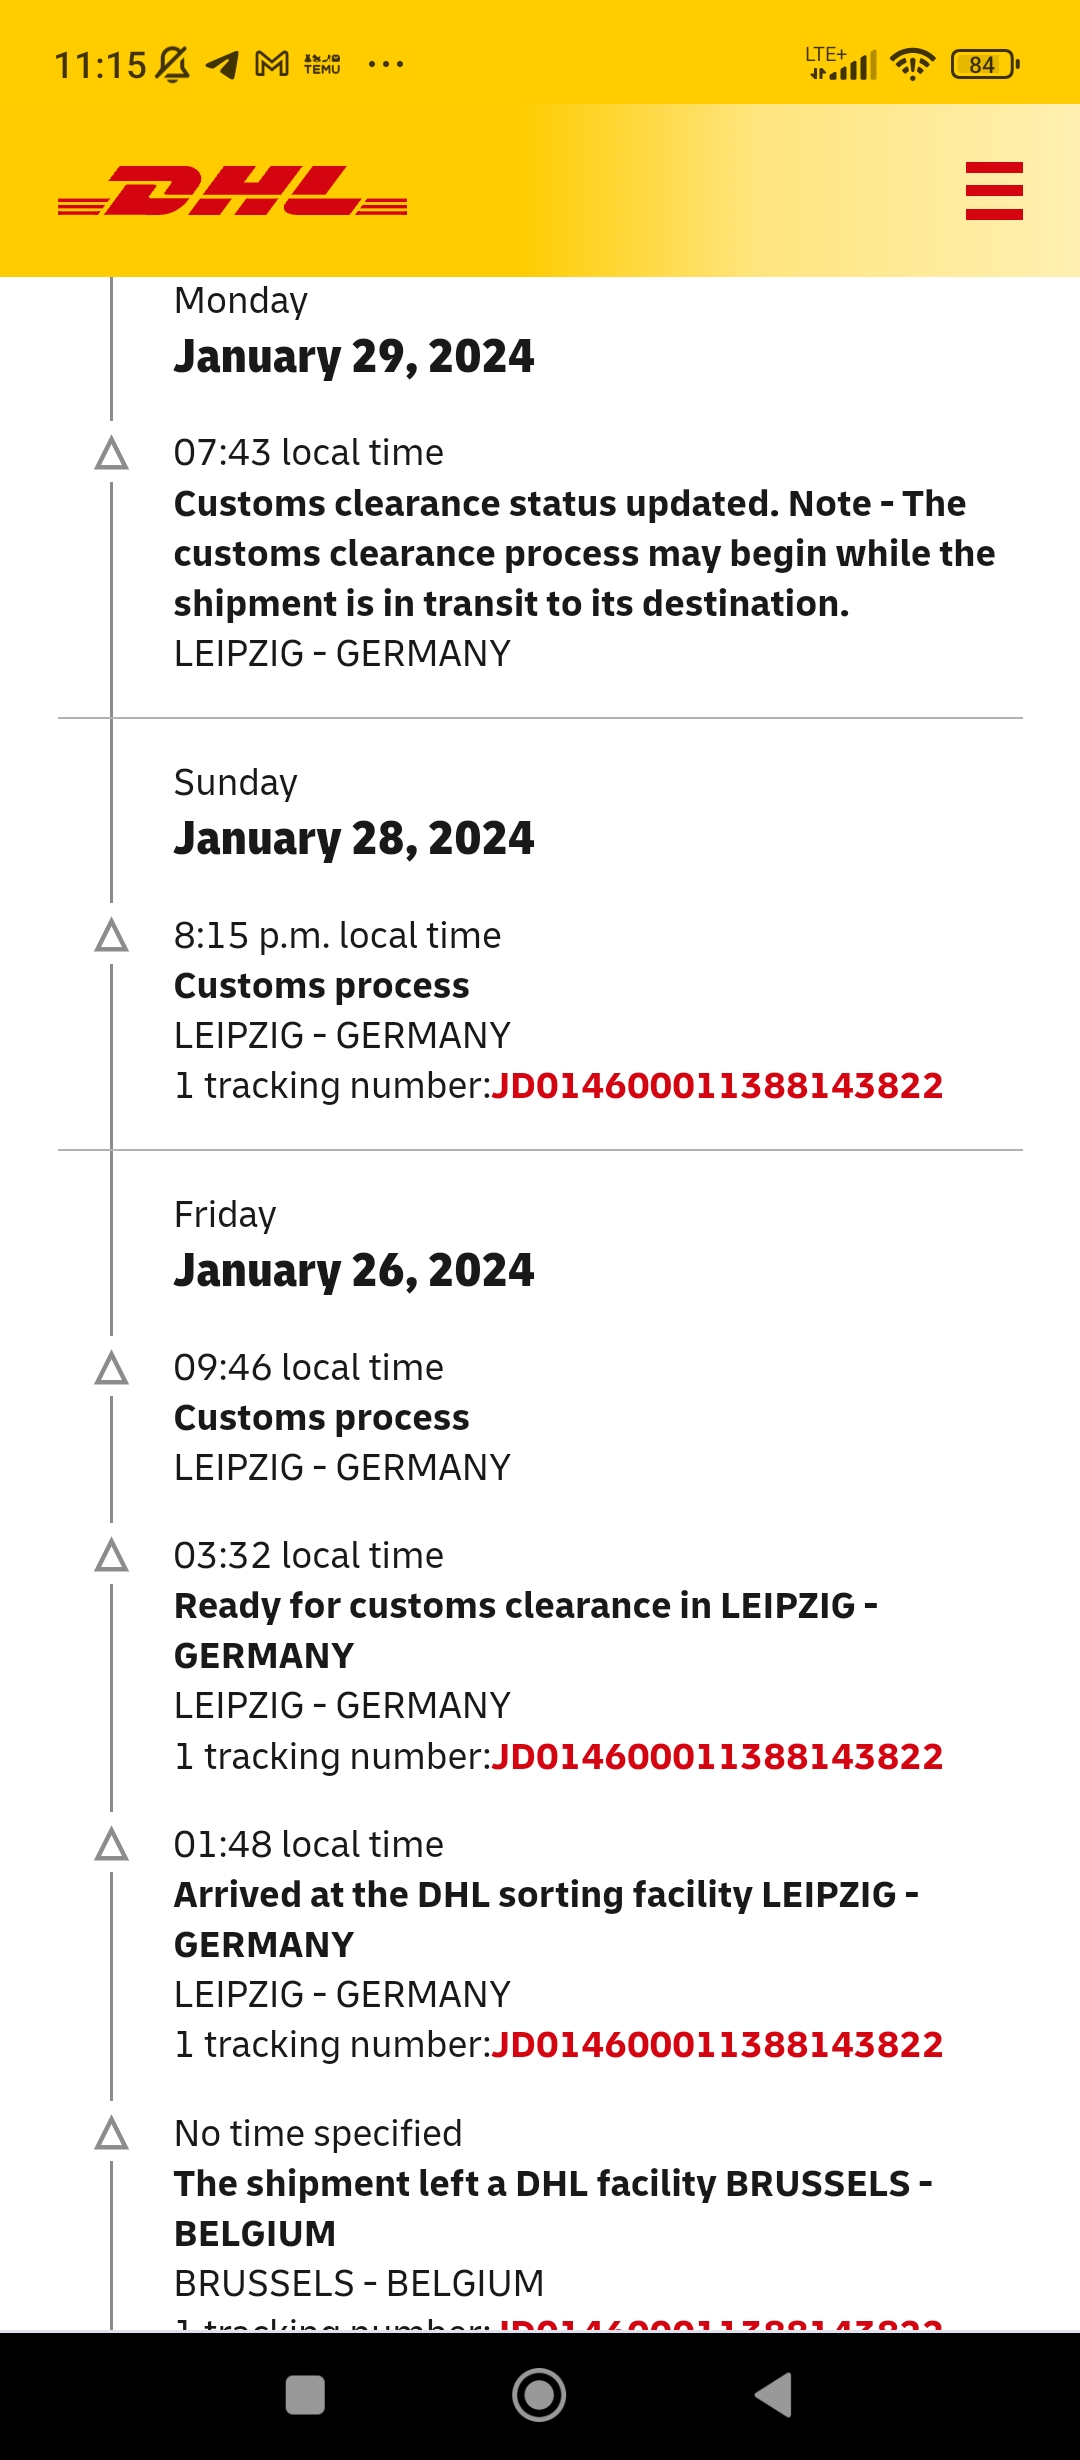 11:15
TEMU
LTE+
84
DHL
Monday
January 29, 2024
07:43 local time
Customs clearance status updated. Note - The
customs clearance process may begin while the
shipment is in transit to its destination.
LEIPZIG - GERMANY
Sunday
January 28, 2024
8:15 p.m. local time
Customs process
LEIPZIG - GERMANY
1 tracking number:JD014600011388143822
Friday
January 26, 2024
09:46 local time
Customs process
LEIPZIG - GERMANY
03:32 local time
Ready for customs clearance in LEIPZIG -
GERMANY
LEIPZIG - GERMANY
1 tracking number:JD014600011388143822
01:48 local time
Arrived at the DHL sorting facility LEIPZIG -
GERMANY
LEIPZIG - GERMANY
1 tracking number:JD014600011388143822
No time specified
The shipment left a DHL facility BRUSSELS -
BELGIUM
BRUSSELS - BELGIUM
1 tracking number:JD014600011388143822